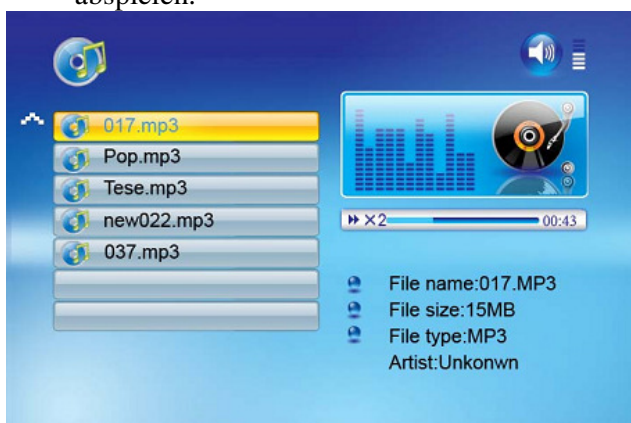 abspielen.
017.mp3
Pop.mp3
Tese.mp3
new022.mp3
037.mp3
×2
00:43
File name:017.MP3
File size:15MB
File type:MP3
Artist:Unkonwn